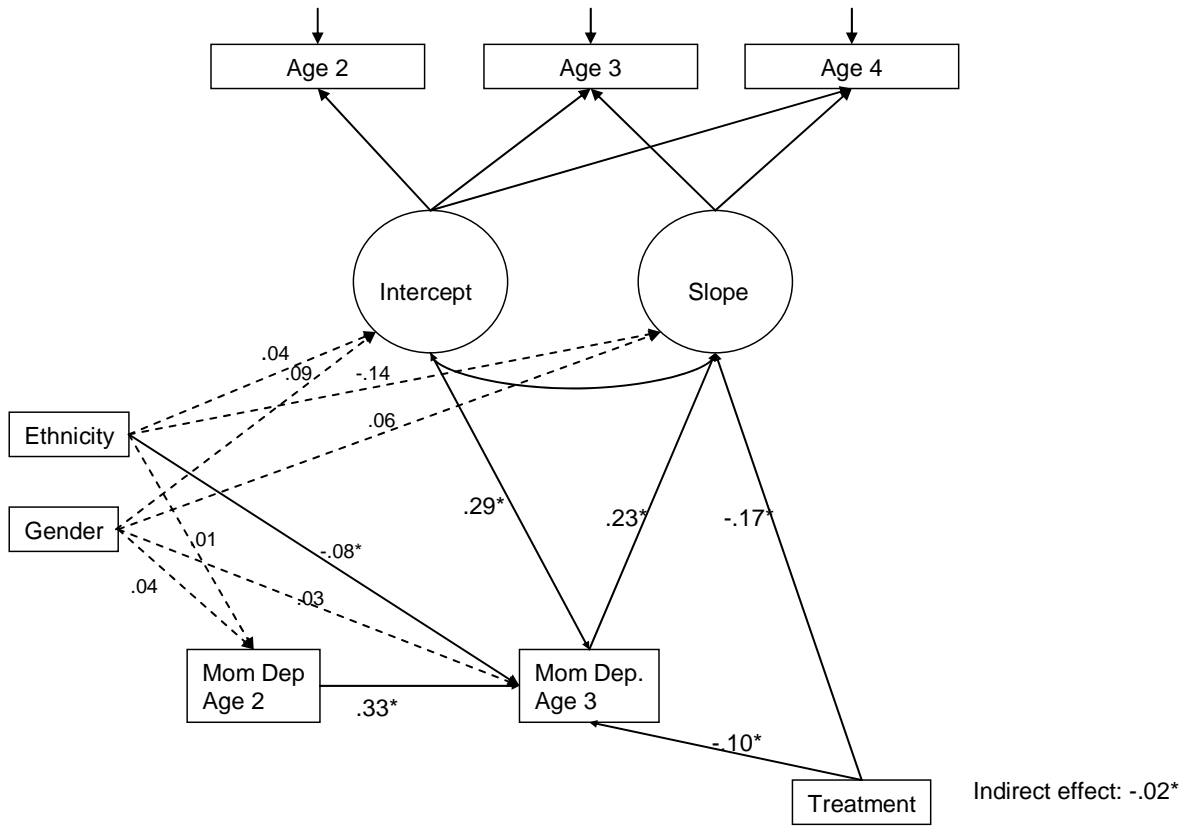 Age 2
Age 3
Age 4
Intercept
Slope
.04
.09
-.14
.06
Ethnicity
Gender
.29*
.23*
-.17*
.01
-.08*
.04
.03
Mom Dep
Age 2
Mom Dep.
Age 3
.33*
-.10*
Treatment
Indirect effect: -.02*